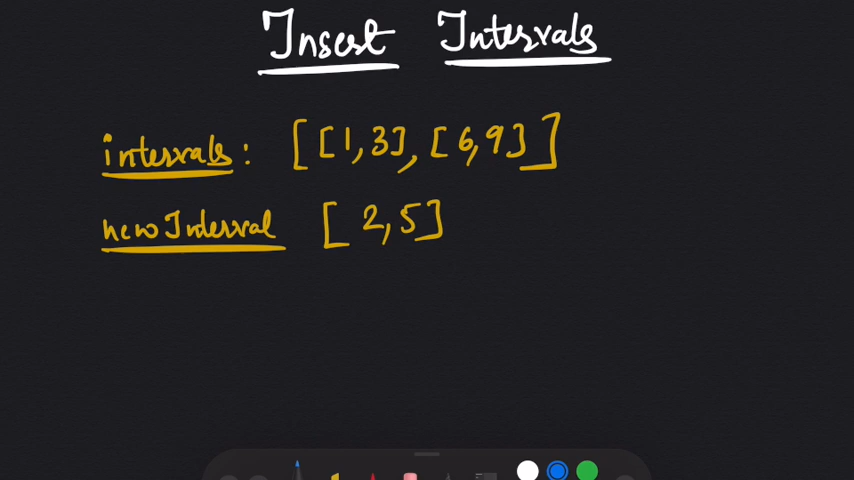 Insert Intervals
intervals: [[1,3], [6,9]]
newInterval [2,5]